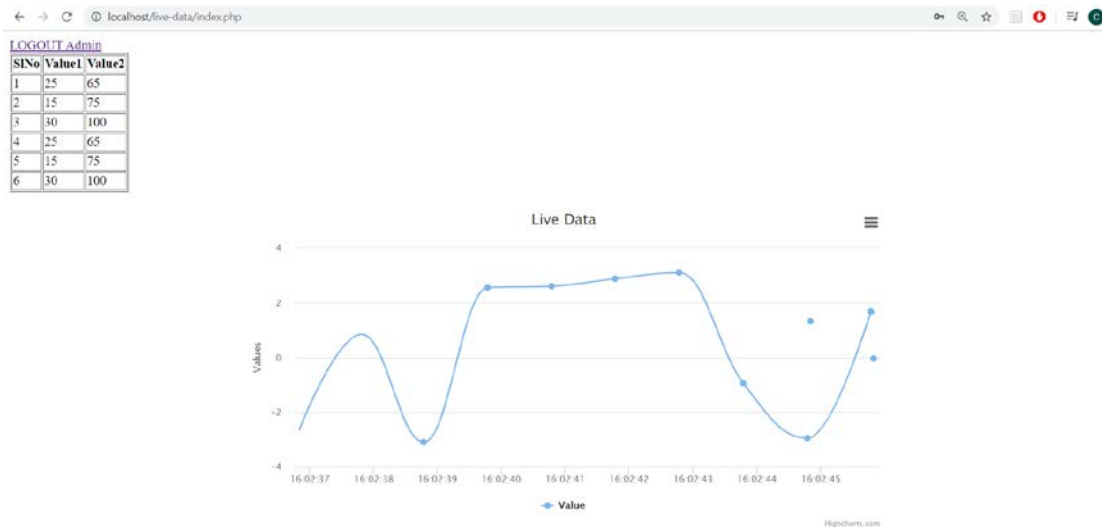 localhost/live-data/index.php
LOGOUT Admin
SlNo Value1 Value2
1 25 65
2 15 75
3 30 100
4 25 65
5 15 75
6 30 100
Live Data
Values
4
2
0
-2
-4
16:02:37 16:02:38 16:02:39 16:02:40 16:02:41 16:02:42 16:02:43 16:02:44 16:02:45
Value
Highcharts.com
C